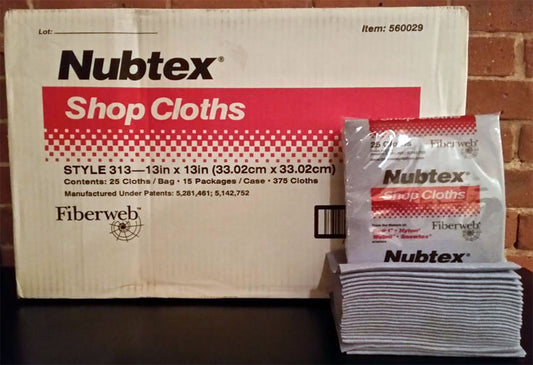 Lot:
Item: 560029
Nubtex®
Shop Cloths
STYLE 313—13in x 13in (33.02cm x 33.02cm)
Contents: 25 Cloths / Bag • 15 Packages / Case • 375 Cloths
Manufactured Under Patents: 5,281,461; 5,142,752
Fiberweb
25 Cloths
Fiberweb
Nubtex
Shop Cloths
Fiberweb
Nubtex